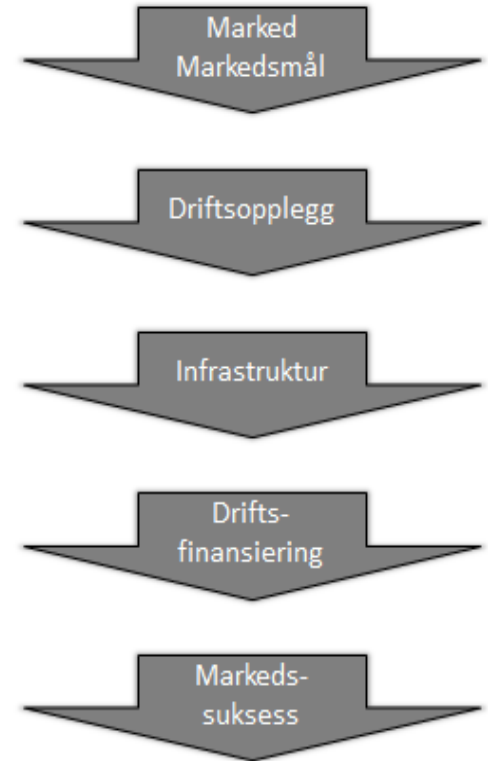 Marked
Markedsmål
Driftsopplegg
Infrastruktur
Drifts-
finansiering
Markeds-
suksess